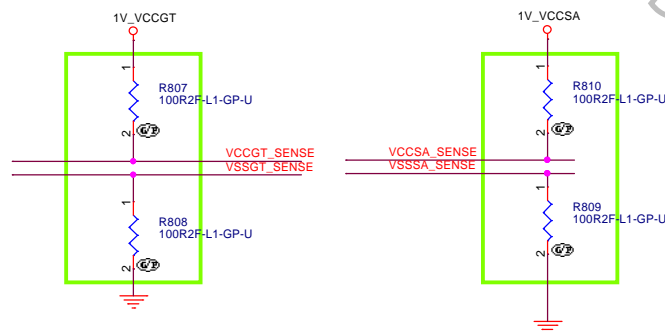 1V_VCCGT
1V_VCCSA
1
R807
100R2F-L1-GP-U
2
G/P
VCCGT_SENSE
VSSGT_SENSE
1
R808
100R2F-L1-GP-U
2
G/P
1
R810
100R2F-L1-GP-U
2
G/P
VCCSA_SENSE
VSSSA_SENSE
1
R809
100R2F-L1-GP-U
2
G/P